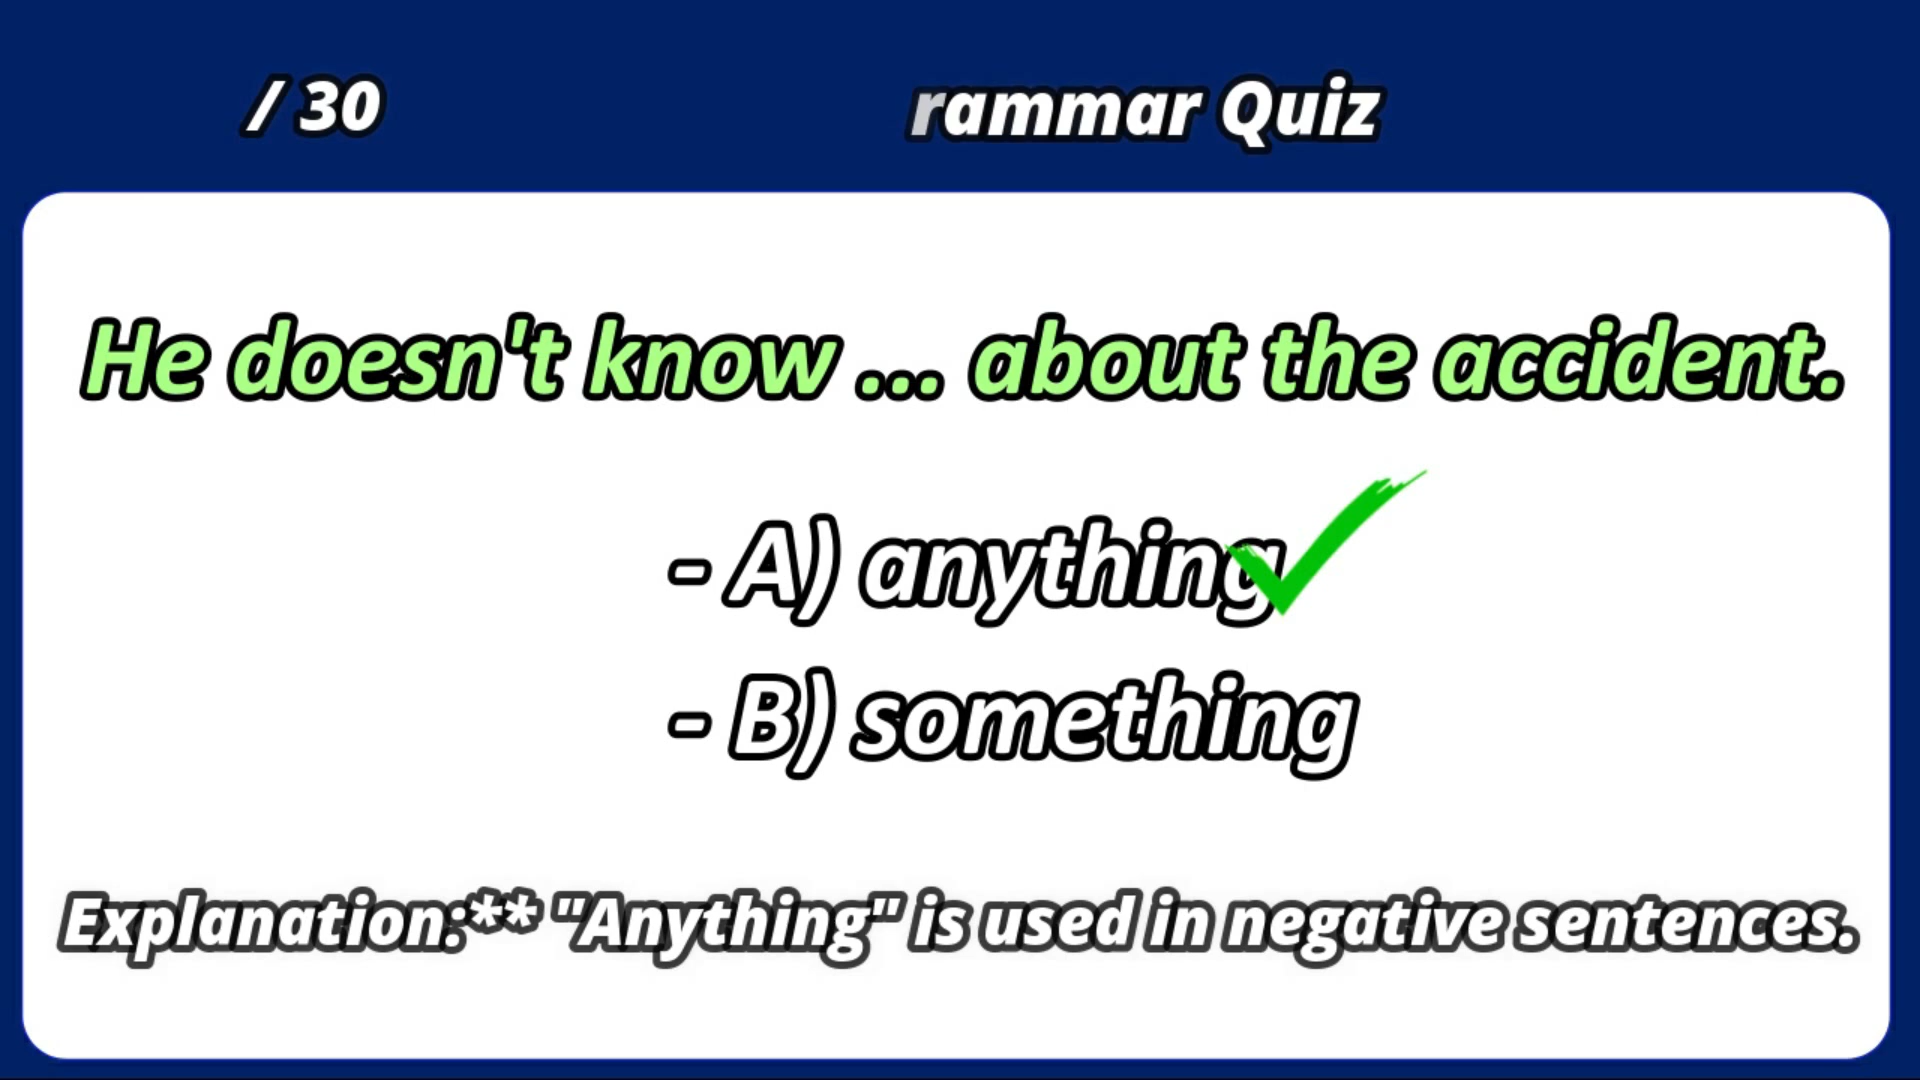 / 30
rammar Quiz
He doesn't know ... about the accident.
- A) anything
- B) something
Explanation:** "Anything" is used in negative sentences.